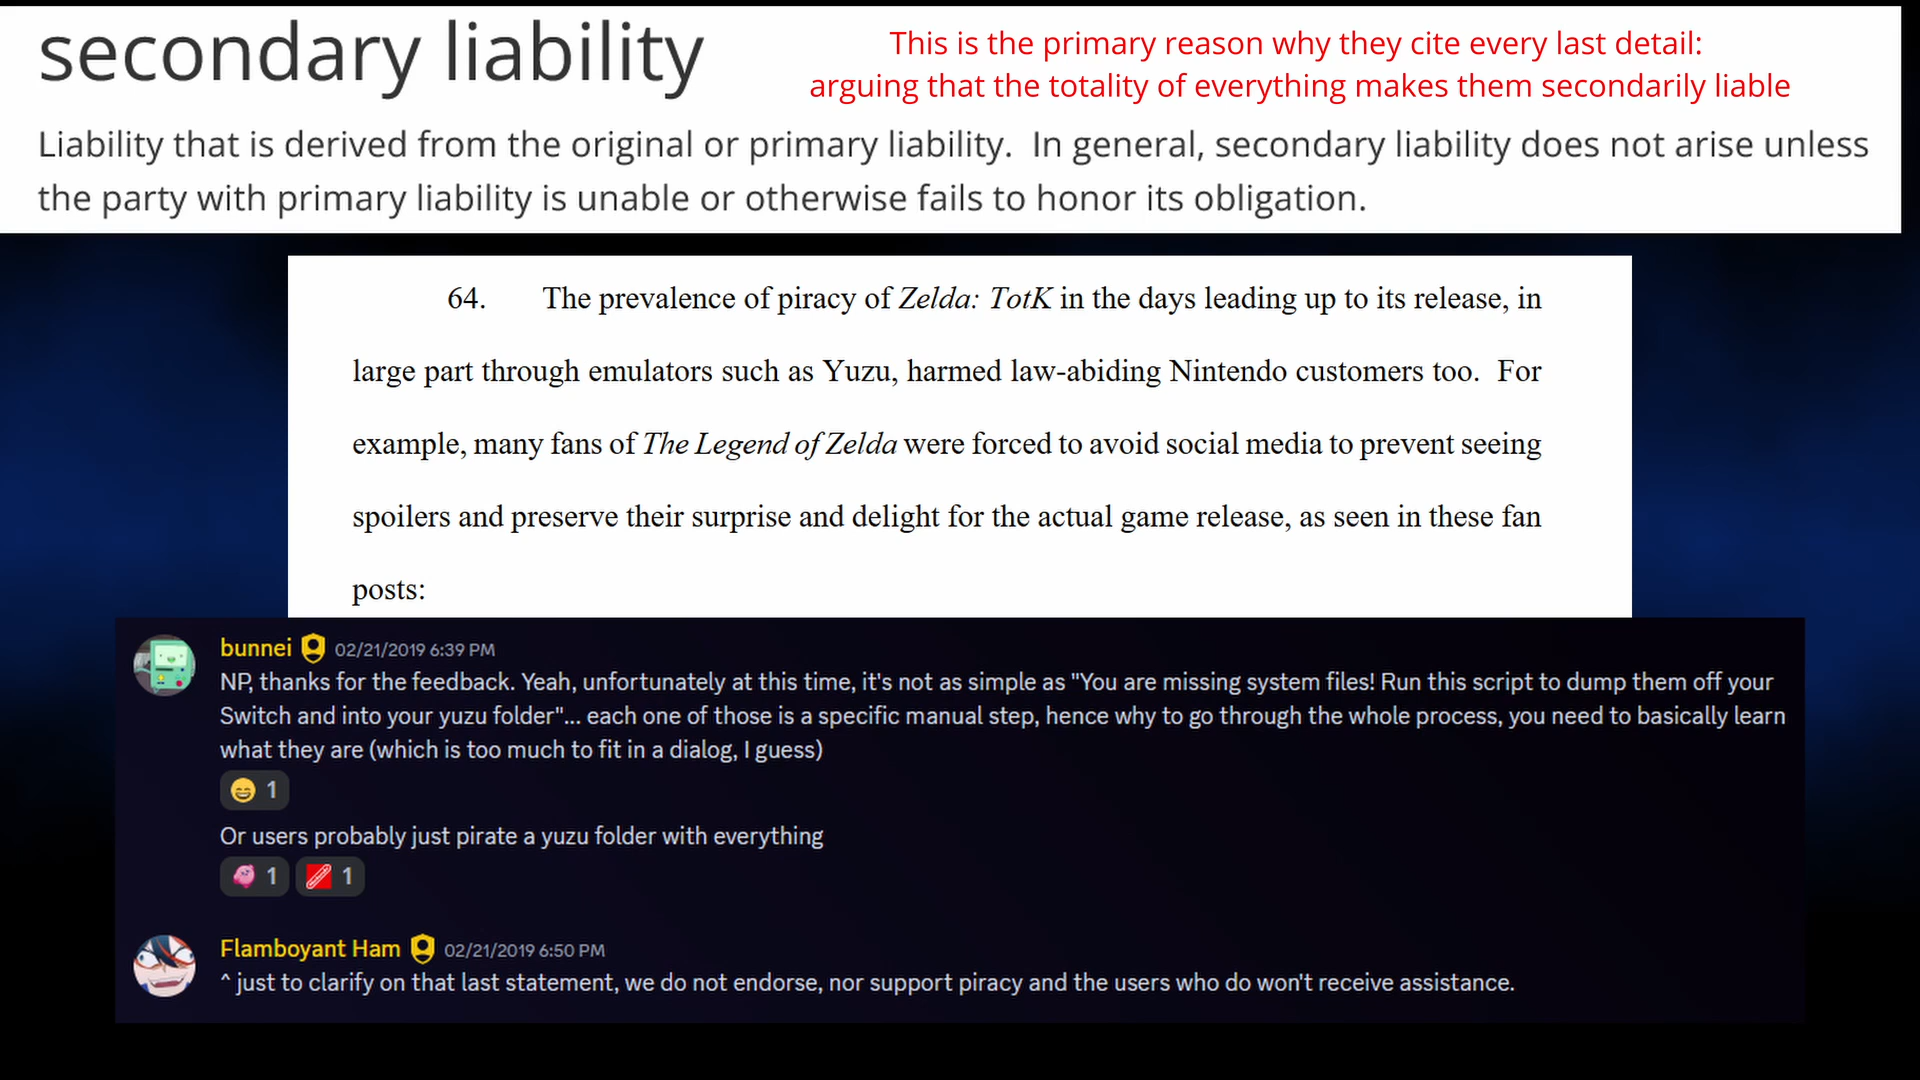 secondary liability
This is the primary reason why they cite every last detail:
arguing that the totality of everything makes them secondarily liable
Liability that is derived from the original or primary liability. In general, secondary liability does not arise unless
the party with primary liability is unable or otherwise fails to honor its obligation.
64. The prevalence of piracy of Zelda: TotK in the days leading up to its release, in
large part through emulators such as Yuzu, harmed law-abiding Nintendo customers too. For
example, many fans of The Legend of Zelda were forced to avoid social media to prevent seeing
spoilers and preserve their surprise and delight for the actual game release, as seen in these fan
posts:
bunnei 02/21/2019 6:39 PM
NP, thanks for the feedback. Yeah, unfortunately at this time, it's not as simple as "You are missing system files! Run this script to dump them off your
Switch and into your yuzu folder"... each one of those is a specific manual step, hence why to go through the whole process, you need to basically learn
what they are (which is too much to fit in a dialog, I guess)
😄 1
Or users probably just pirate a yuzu folder with everything
1 1
Flamboyant Ham 02/21/2019 6:50 PM
^ just to clarify on that last statement, we do not endorse, nor support piracy and the users who do won't receive assistance.